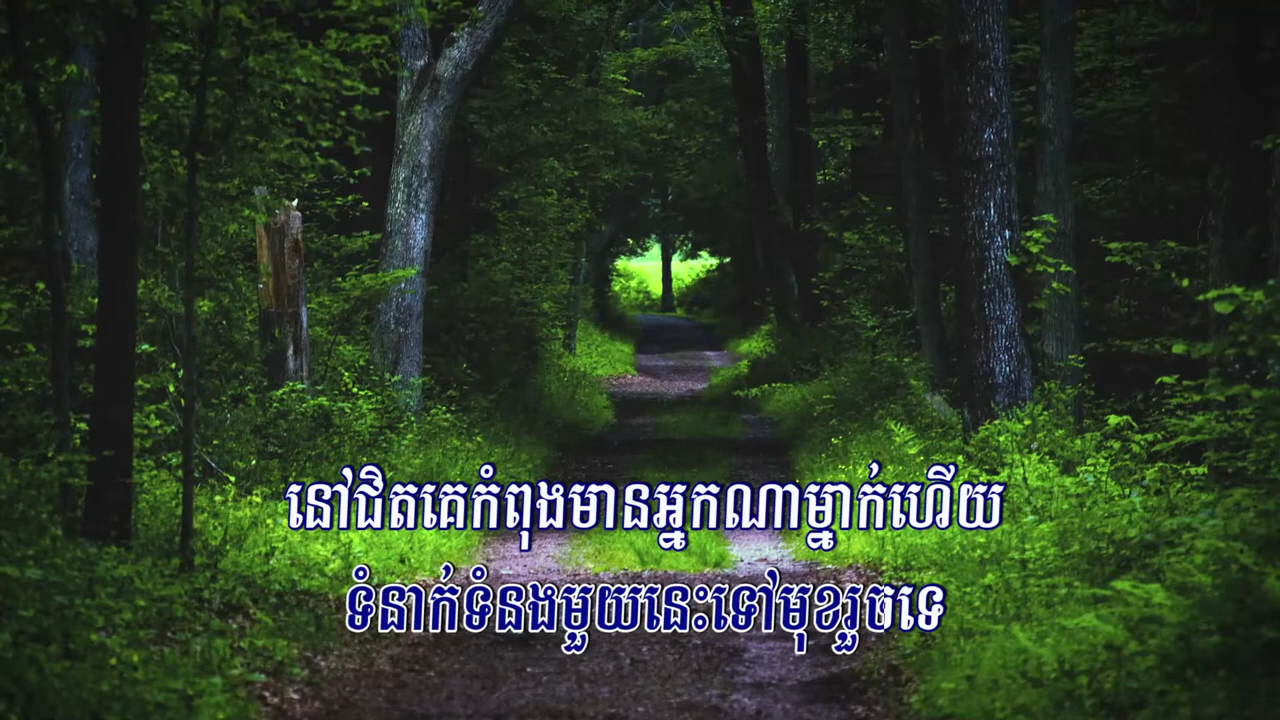 នៅជិតគេកំពុងមានអ្នកណាម្នាក់ហើយ
ទំនាក់ទំនងមួយនេះទៅមុខរួចទេ